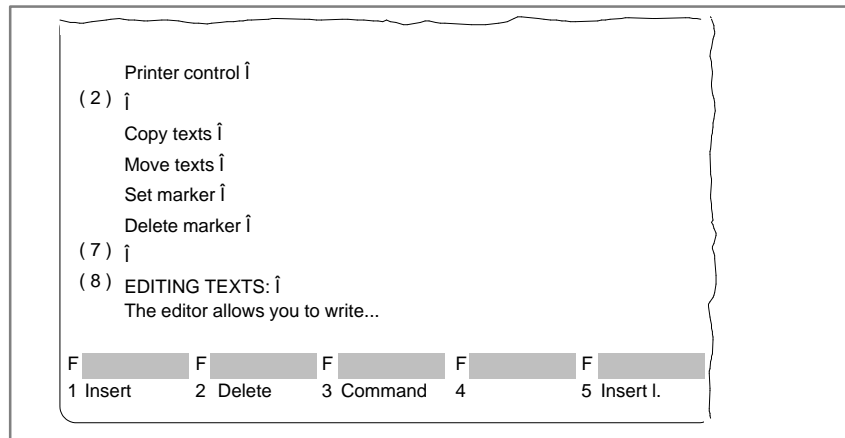 Printer control Î
( 2 ) Î
Copy texts Î
Move texts Î
Set marker Î
Delete marker Î
( 7 ) Î
( 8 ) EDITING TEXTS: Î
The editor allows you to write...
F F F F F
1 Insert 2 Delete 3 Command 4 5 Insert l.